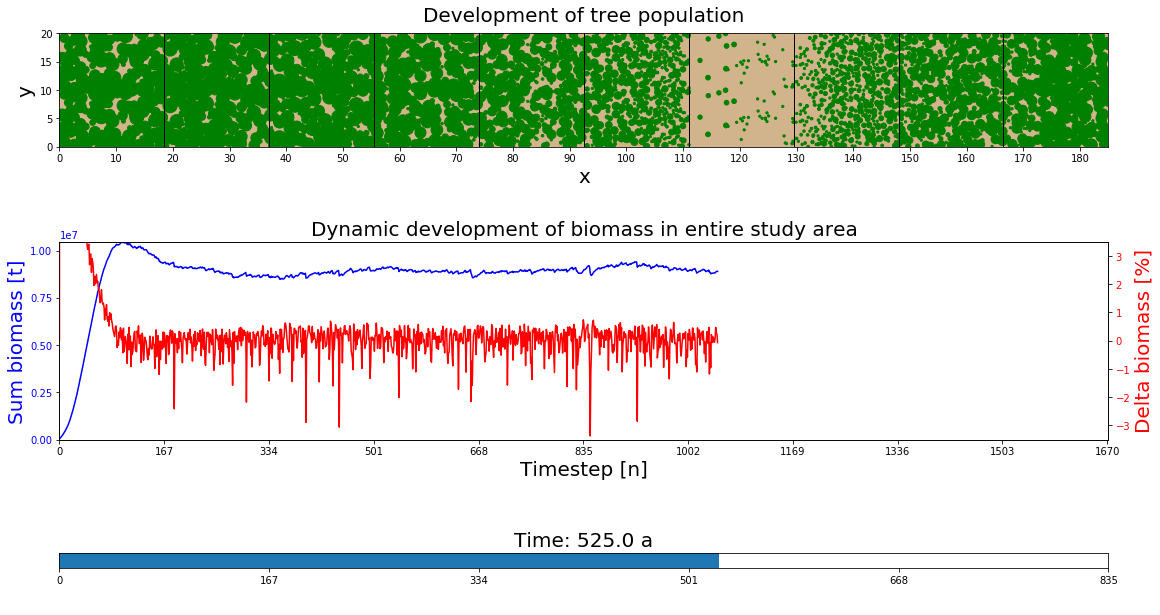 Development of tree population
y
20
15
10
5
0
0 10 20 30 40 50 60 70 80 90 100 110 120 130 140 150 160 170 180
x
Dynamic development of biomass in entire study area
1e7
Sum biomass [t]
1.00
0.75
0.50
0.25
0.00
3
2
1
0
−1
−2
−3
Delta biomass [%]
0 167 334 501 668 835 1002 1169 1336 1503 1670
Timestep [n]
Time: 525.0 a
0 167 334 501 668 835